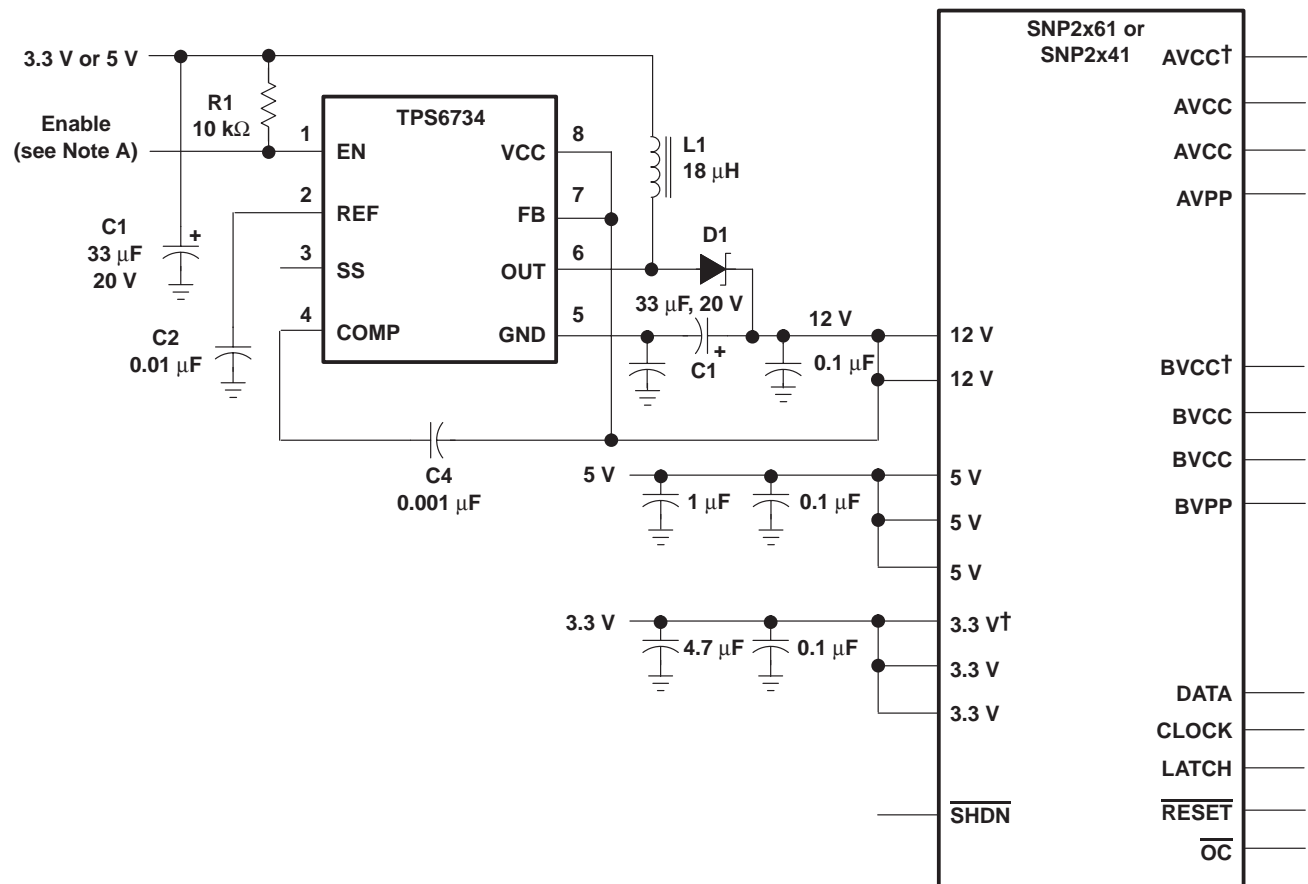 SNP2x61 or
SNP2x41
3.3 V or 5 V
AVCC†
AVCC
AVCC
AVPP
R1
10 kΩ
Enable
(see Note A)
TPS6734
1
EN
VCC
8
L1
18 μH
2
REF
FB
7
C1
33 μF
20 V
+
3
SS
OUT
6
D1
33 μF, 20 V
4
COMP
GND
5
+
C1
12 V
0.1 μF
12 V
12 V
C2
0.01 μF
BVCC†
BVCC
BVCC
BVPP
C4
0.001 μF
5 V
1 μF
0.1 μF
5 V
5 V
5 V
3.3 V
4.7 μF
0.1 μF
3.3 V†
3.3 V
3.3 V
DATA
CLOCK
LATCH
SHDN
RESET
OC